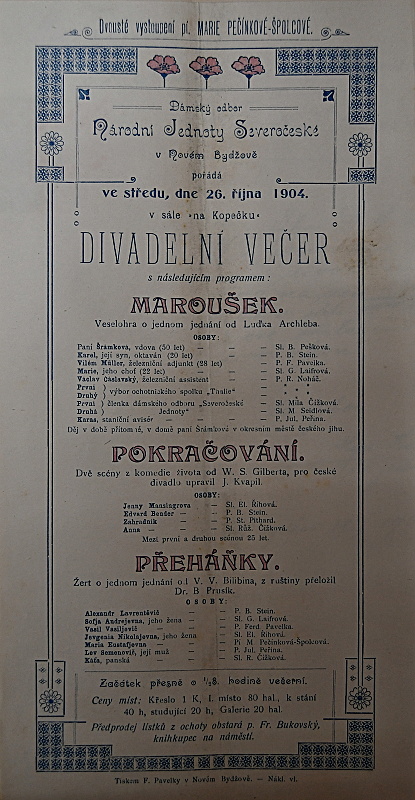 Dvousté vystoupení pí. MARIE PEČÍNKOVÉ-ŠPOLCOVÉ.
Dámský odbor
Národní Jednoty Severočeské
v Novém Bydžově
pořádá
ve středu, dne 26. října 1904.
v sále »na Kopečku«
DIVADELNÍ VEČER
s následujícím programem:
MAROUŠEK.
Veselohra o jednom jednání od Luďka Archleba.
OSOBY:
Paní Šrámkova, vdova (50 let) — — — Sl. B. Pešková.
Karel, její syn, oktaván (20 let) — — P. B. Stein.
Vilém Müller, železniční adjunkt (28 let) — P. F. Pavelka.
Marie, jeho choť (22 let) — — — Sl. G. Laifrová.
Václav Čáslavský, železniční assistent — P. R. Noháč.
První } výbor ochotnického spolku „Thalie" — * * *
Druhý
První } členka dámského odboru „Severočeské — Sl. Míla Čížková.
Druhá Jednoty" — Sl. M. Seidlová.
Karas, staniční avisér — — — P. Jul. Peřina.
Děj v době přítomné, v domě paní Šrámkové v okresním městě českého jihu.
POKRAČOVÁNÍ.
Dvě scény z komedie života od W. S. Gilberta, pro české
divadlo upravil J. Kvapil.
OSOBY:
Jenny Mansingrova — — Sl. El. Říhová.
Edvard Bender — — — P. B. Stein.
Zahradník — — — P. St. Pithard.
Anna — — — Sl. Růž. Čížková.
Mezi první a druhou scénou 25 let.
PŘEHÁŇKY.
Žert o jednom jednání od V. V. Bilibina, z ruštiny přeložil
Dr. B Prusík.
OSOBY:
Alexandr Lavrentěvič — — P. B. Stein.
Sofja Andrejevna, jeho žena — — Sl. G. Laifrová.
Vasil Vasiljevič — — — P. Ferd. Pavelka.
Jevgenia Nikolajevna, jeho žena — Sl. El. Říhová.
Maria Eustafjevna — — — Pí M. Pečínková-Špolcová.
Lev Semenovič, její muž — — P. Jul. Peřina.
Káťa, panská — — — Sl. R. Čížková.
Začátek přesně o ½8. hodině večerní.
Ceny míst: Křeslo 1 K, I. místo 80 hal., k stání
40 h, studující 20 h, Galerie 20 hal.
Předprodej lístků z ochoty obstará p. Fr. Bukovský,
knihkupec na náměstí.
Tiskem F. Pavelky v Novém Bydžově. — Nákl. vl.